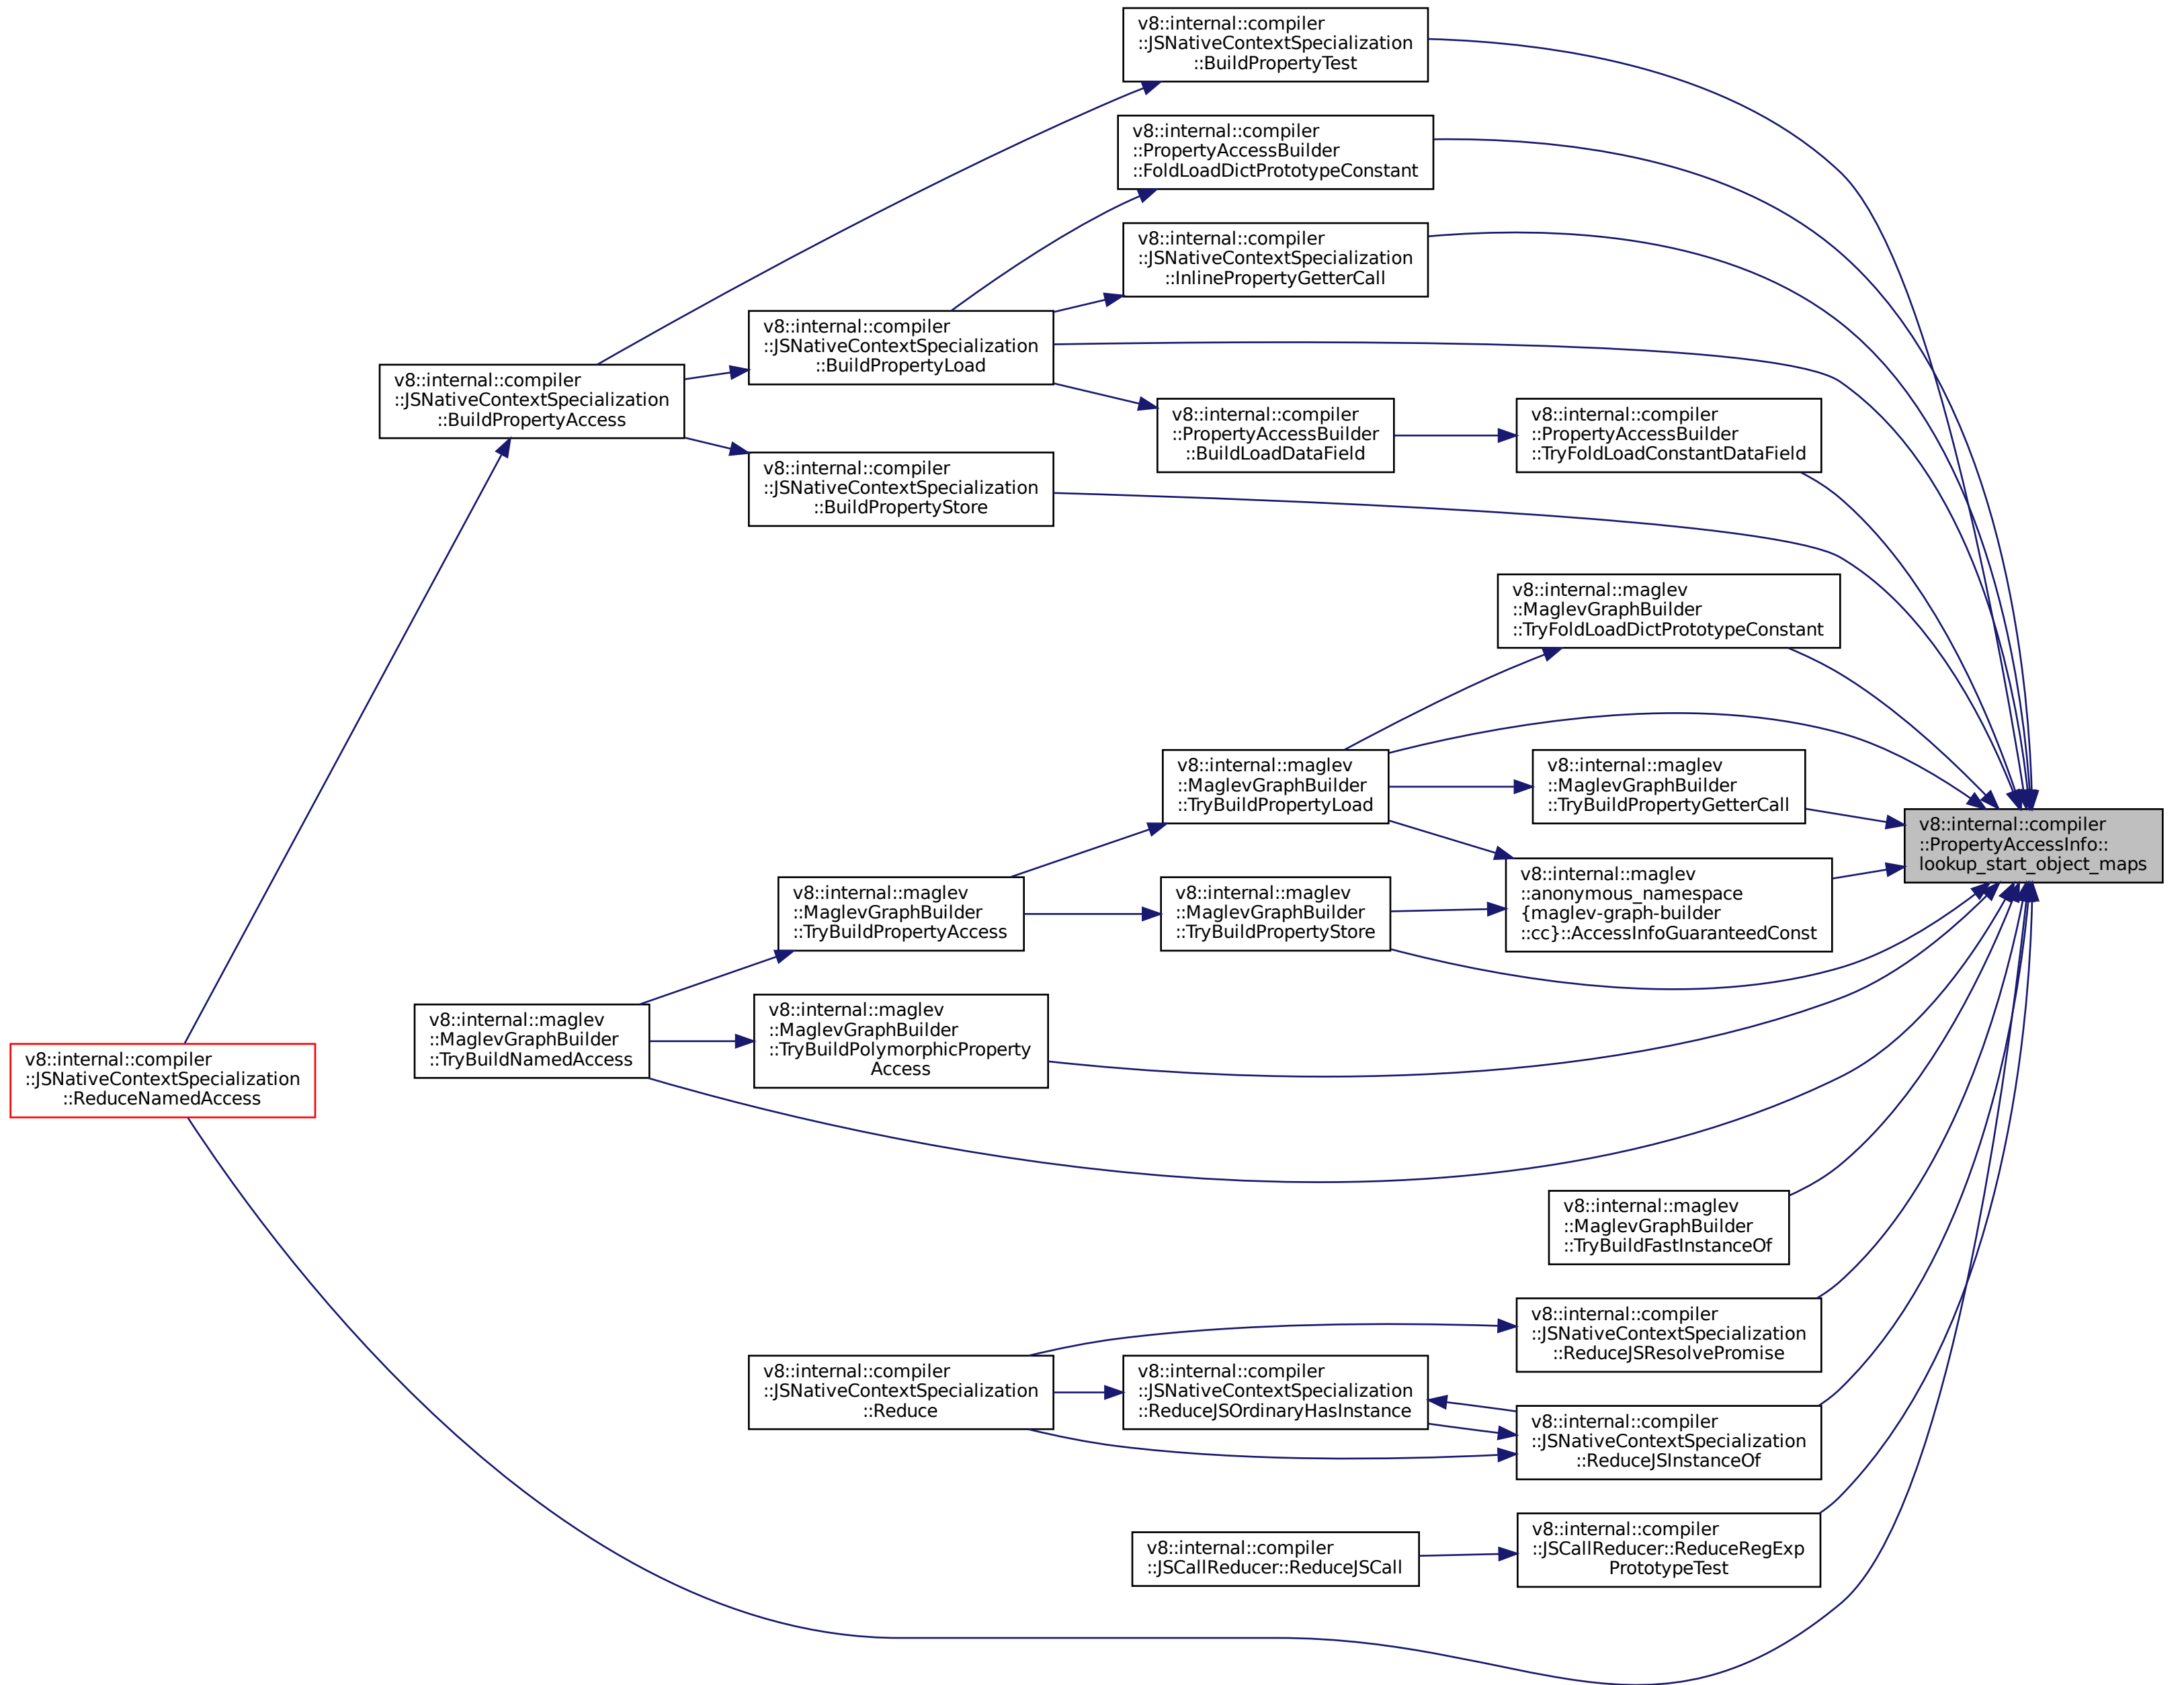 v8::internal::compiler
::JSNativeContextSpecialization
::BuildPropertyTest
v8::internal::compiler
::PropertyAccessBuilder
::FoldLoadDictPrototypeConstant
v8::internal::compiler
::JSNativeContextSpecialization
::InlinePropertyGetterCall
v8::internal::compiler
::JSNativeContextSpecialization
::BuildPropertyLoad
v8::internal::compiler
::JSNativeContextSpecialization
::BuildPropertyAccess
v8::internal::compiler
::PropertyAccessBuilder
::BuildLoadDataField
v8::internal::compiler
::PropertyAccessBuilder
::TryFoldLoadConstantDataField
v8::internal::compiler
::JSNativeContextSpecialization
::BuildPropertyStore
v8::internal::maglev
::MaglevGraphBuilder
::TryFoldLoadDictPrototypeConstant
v8::internal::maglev
::MaglevGraphBuilder
::TryBuildPropertyLoad
v8::internal::maglev
::MaglevGraphBuilder
::TryBuildPropertyGetterCall
v8::internal::compiler
::PropertyAccessInfo::
lookup_start_object_maps
v8::internal::maglev
::anonymous_namespace
{maglev-graph-builder
::cc}::AccessInfoGuaranteedConst
v8::internal::maglev
::MaglevGraphBuilder
::TryBuildPropertyAccess
v8::internal::maglev
::MaglevGraphBuilder
::TryBuildPropertyStore
v8::internal::maglev
::MaglevGraphBuilder
::TryBuildPolymorphicProperty
Access
v8::internal::maglev
::MaglevGraphBuilder
::TryBuildNamedAccess
v8::internal::compiler
::JSNativeContextSpecialization
::ReduceNamedAccess
v8::internal::maglev
::MaglevGraphBuilder
::TryBuildFastInstanceOf
v8::internal::compiler
::JSNativeContextSpecialization
::ReduceJSResolvePromise
v8::internal::compiler
::JSNativeContextSpecialization
::Reduce
v8::internal::compiler
::JSNativeContextSpecialization
::ReduceJSOrdinaryHasInstance
v8::internal::compiler
::JSNativeContextSpecialization
::ReduceJSInstanceOf
v8::internal::compiler
::JSCallReducer::ReduceJSCall
v8::internal::compiler
::JSCallReducer::ReduceRegExp
PrototypeTest